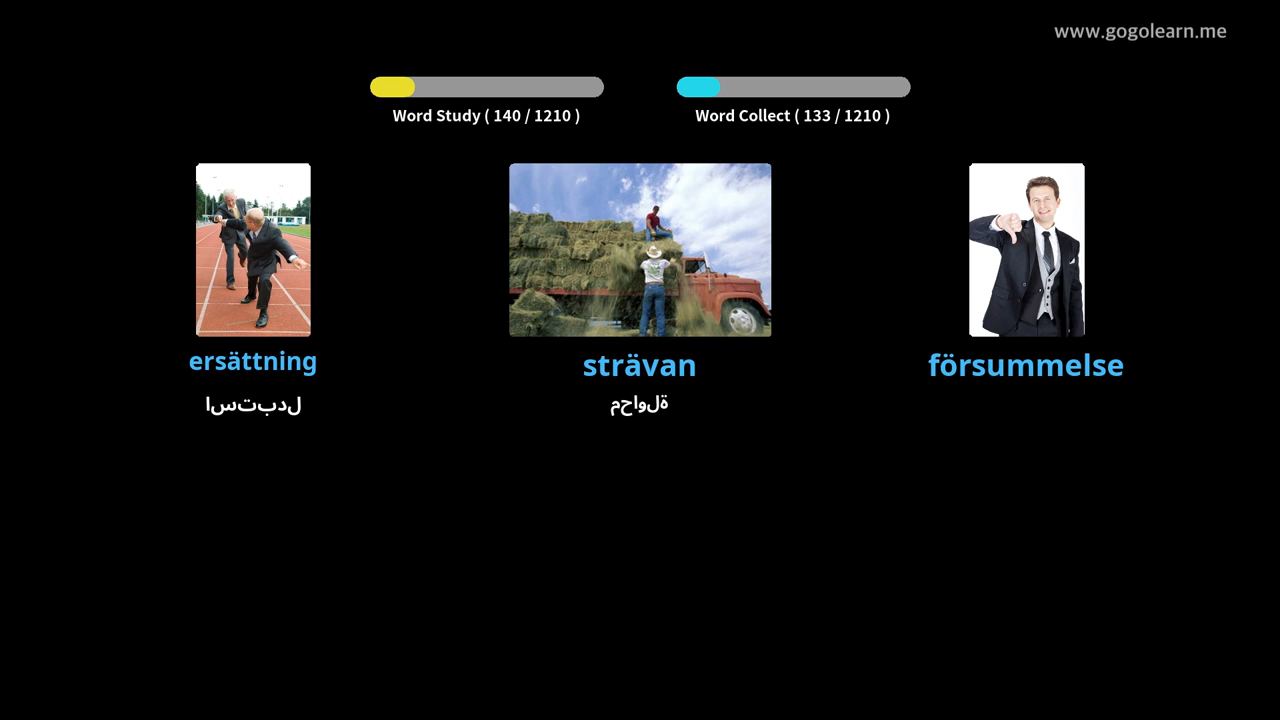 www.gogolearn.me
Word Study ( 140 / 1210 )
Word Collect ( 133 / 1210 )
ersättning
strävan
försummelse
استبدل
محاولة